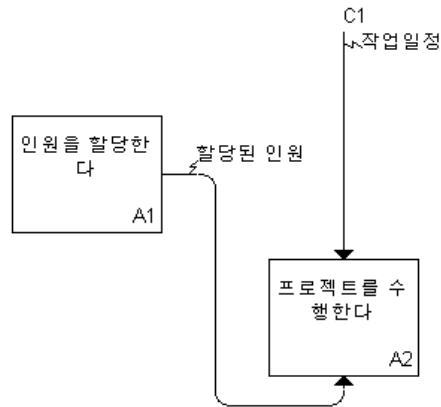 C1
작업일정
인원을 할당한
다
A1
할당된 인원
프로젝트를 수
행한다
A2